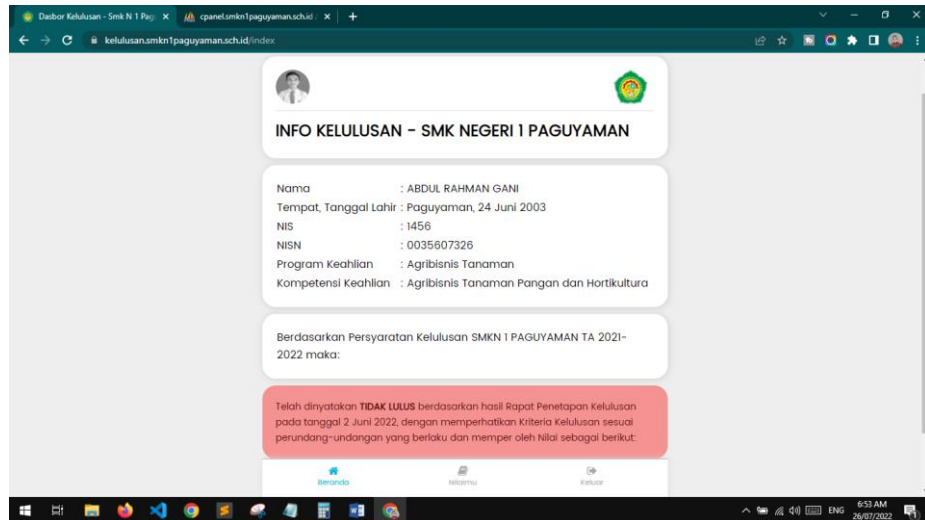 Dasbor Kelulusan - Smk N 1 Pag
cpanel.smkn1paguyaman.sch.id /
kelulusan.smkn1paguyaman.sch.id/index
INFO KELULUSAN - SMK NEGERI 1 PAGUYAMAN
Nama : ABDUL RAHMAN GANI
Tempat, Tanggal Lahir : Paguyaman, 24 Juni 2003
NIS : 1456
NISN : 0035607326
Program Keahlian : Agribisnis Tanaman
Kompetensi Keahlian : Agribisnis Tanaman Pangan dan Hortikultura
Berdasarkan Persyaratan Kelulusan SMKN 1 PAGUYAMAN TA 2021-
2022 maka:
Telah dinyatakan TIDAK LULUS berdasarkan hasil Rapat Penetapan Kelulusan
pada tanggal 2 Juni 2022, dengan memperhatikan Kriteria Kelulusan sesuai
perundang-undangan yang berlaku dan memper oleh Nilai sebagai berikut:
Beranda Nilaimu Keluar
ENG 6:53 AM
26/07/2022